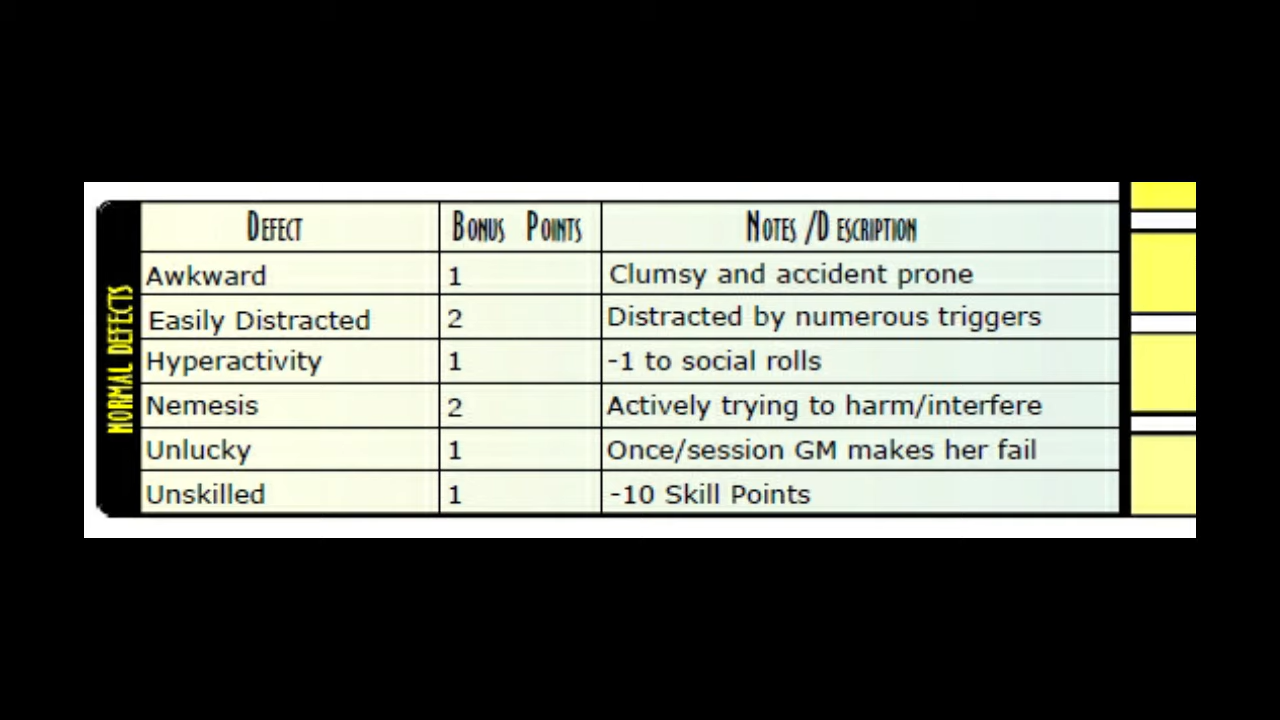 NORMAL DEFECTS
DEFECT BONUS POINTS NOTES /DESCRIPTION
Awkward 1 Clumsy and accident prone
Easily Distracted 2 Distracted by numerous triggers
Hyperactivity 1 -1 to social rolls
Nemesis 2 Actively trying to harm/interfere
Unlucky 1 Once/session GM makes her fail
Unskilled 1 -10 Skill Points